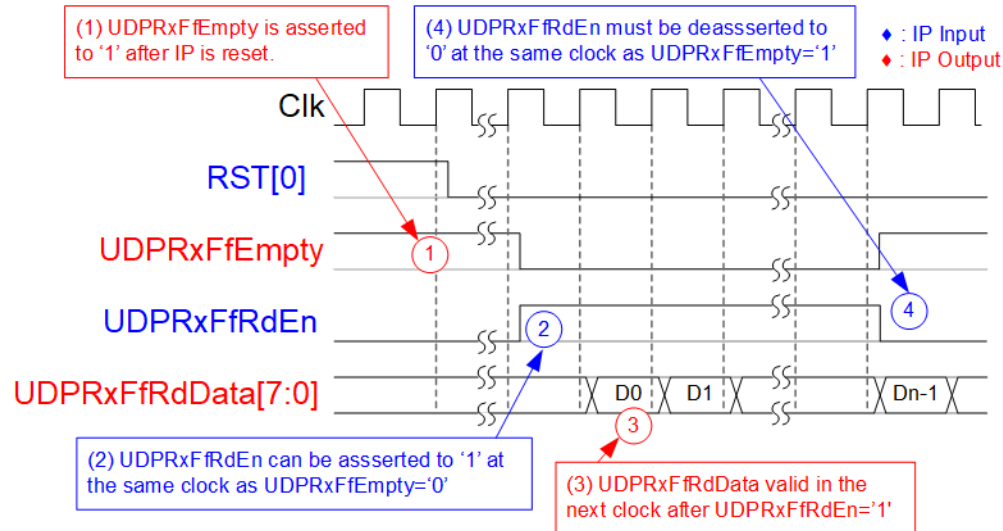 (1) UDPRxFfEmpty is asserted
to ‘1’ after IP is reset.
(4) UDPRxFfRdEn must be deassserted to
‘0’ at the same clock as UDPRxFfEmpty=‘1’
♦ : IP Input
♦ : IP Output
Clk
RST[0]
UDPRxFfEmpty
1
UDPRxFfRdEn
2
4
UDPRxFfRdData[7:0]
D0
D1
Dn-1
3
(2) UDPRxFfRdEn can be assserted to ‘1’ at
the same clock as UDPRxFfEmpty=‘0’
(3) UDPRxFfRdData valid in the
next clock after UDPRxFfRdEn='1'